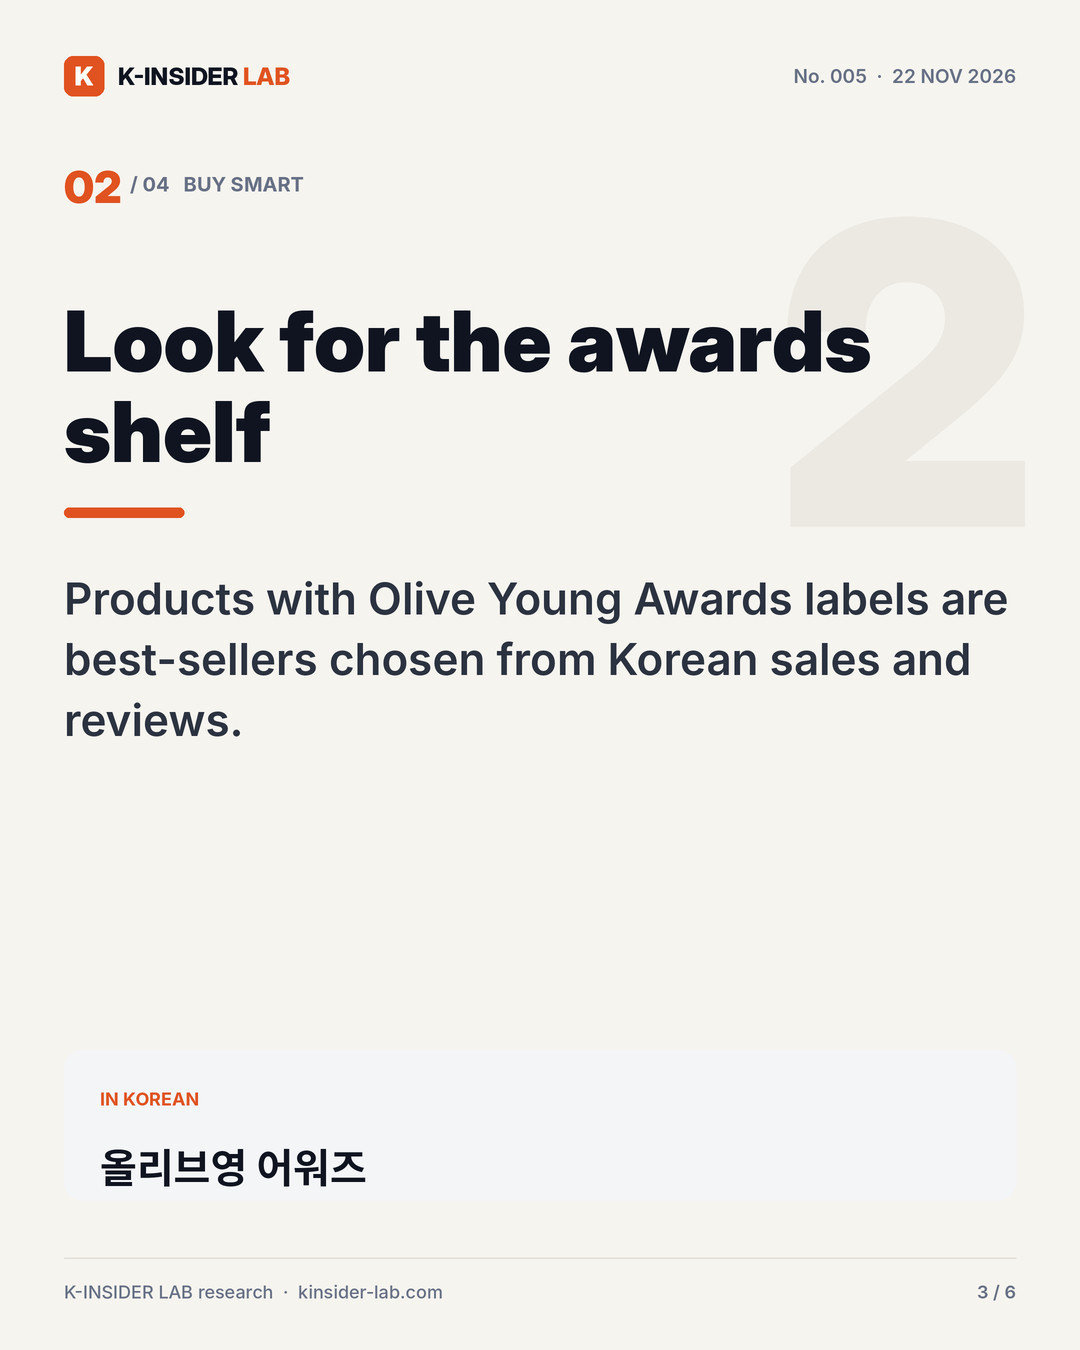 K K-INSIDER LAB
No. 005 · 22 NOV 2026
02 / 04 BUY SMART
2
Look for the awards
shelf
Products with Olive Young Awards labels are
best-sellers chosen from Korean sales and
reviews.
IN KOREAN
올리브영 어워즈
K-INSIDER LAB research · kinsider-lab.com
3 / 6